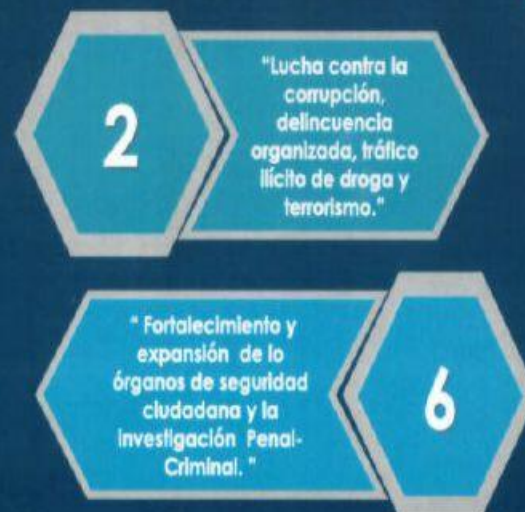 2
"Lucha contra la
corrupción,
delincuencia
organizada, tráfico
ilícito de droga y
terrorismo."
" Fortalecimiento y
expansión de lo
órganos de seguridad
ciudadana y la
Investigación Penal-
Criminal. "
6